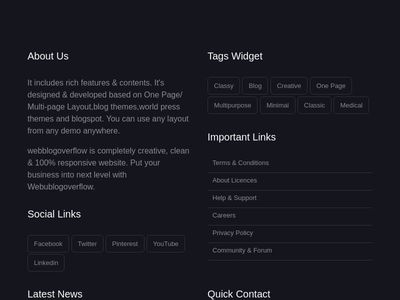 About Us
It includes rich features & contents. It's
designed & developed based on One Page/
Multi-page Layout,blog themes,world press
themes and blogspot. You can use any layout
from any demo anywhere.
webblogoverflow is completely creative, clean
& 100% responsive website. Put your
business into next level with
Webublogoverflow.
Social Links
Facebook Twitter Pinterest YouTube
Linkedin
Latest News
Tags Widget
Classy Blog Creative One Page
Multipurpose Minimal Classic Medical
Important Links
Terms & Conditions
About Licences
Help & Support
Careers
Privacy Policy
Community & Forum
Quick Contact